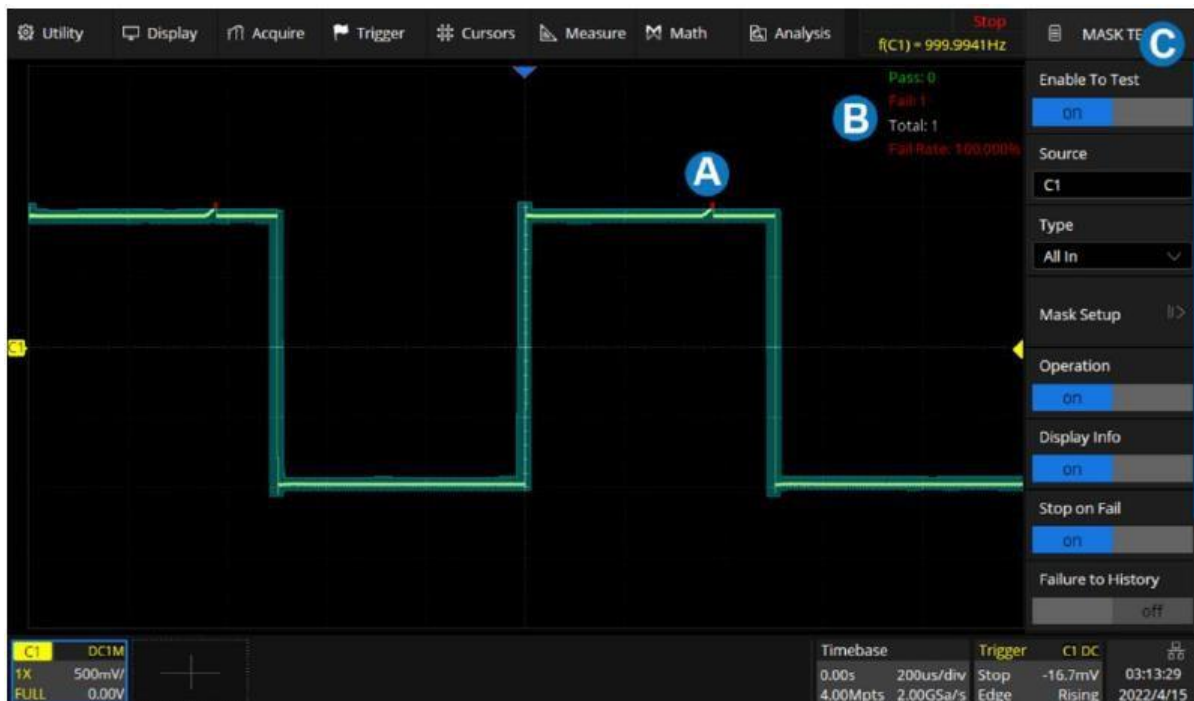 Utility Display Acquire Trigger Cursors Measure Math Analysis
Stop
f(C1) = 999.9941Hz
MASK TE
C
Pass: 0
Fail: 1
Total: 1
Fail Rate: 100.000%
B
A
C1
Enable To Test
on
Source
C1
Type
All In
Mask Setup
Operation
on
Display Info
on
Stop on Fail
on
Failure to History
off
C1 DC1M
1X 500mV/
FULL 0.00V
Timebase
0.00s 200us/div
4.00Mpts 2.00GSa/s
Trigger C1 DC
Stop -16.7mV
Edge Rising
03:13:29
2022/4/15